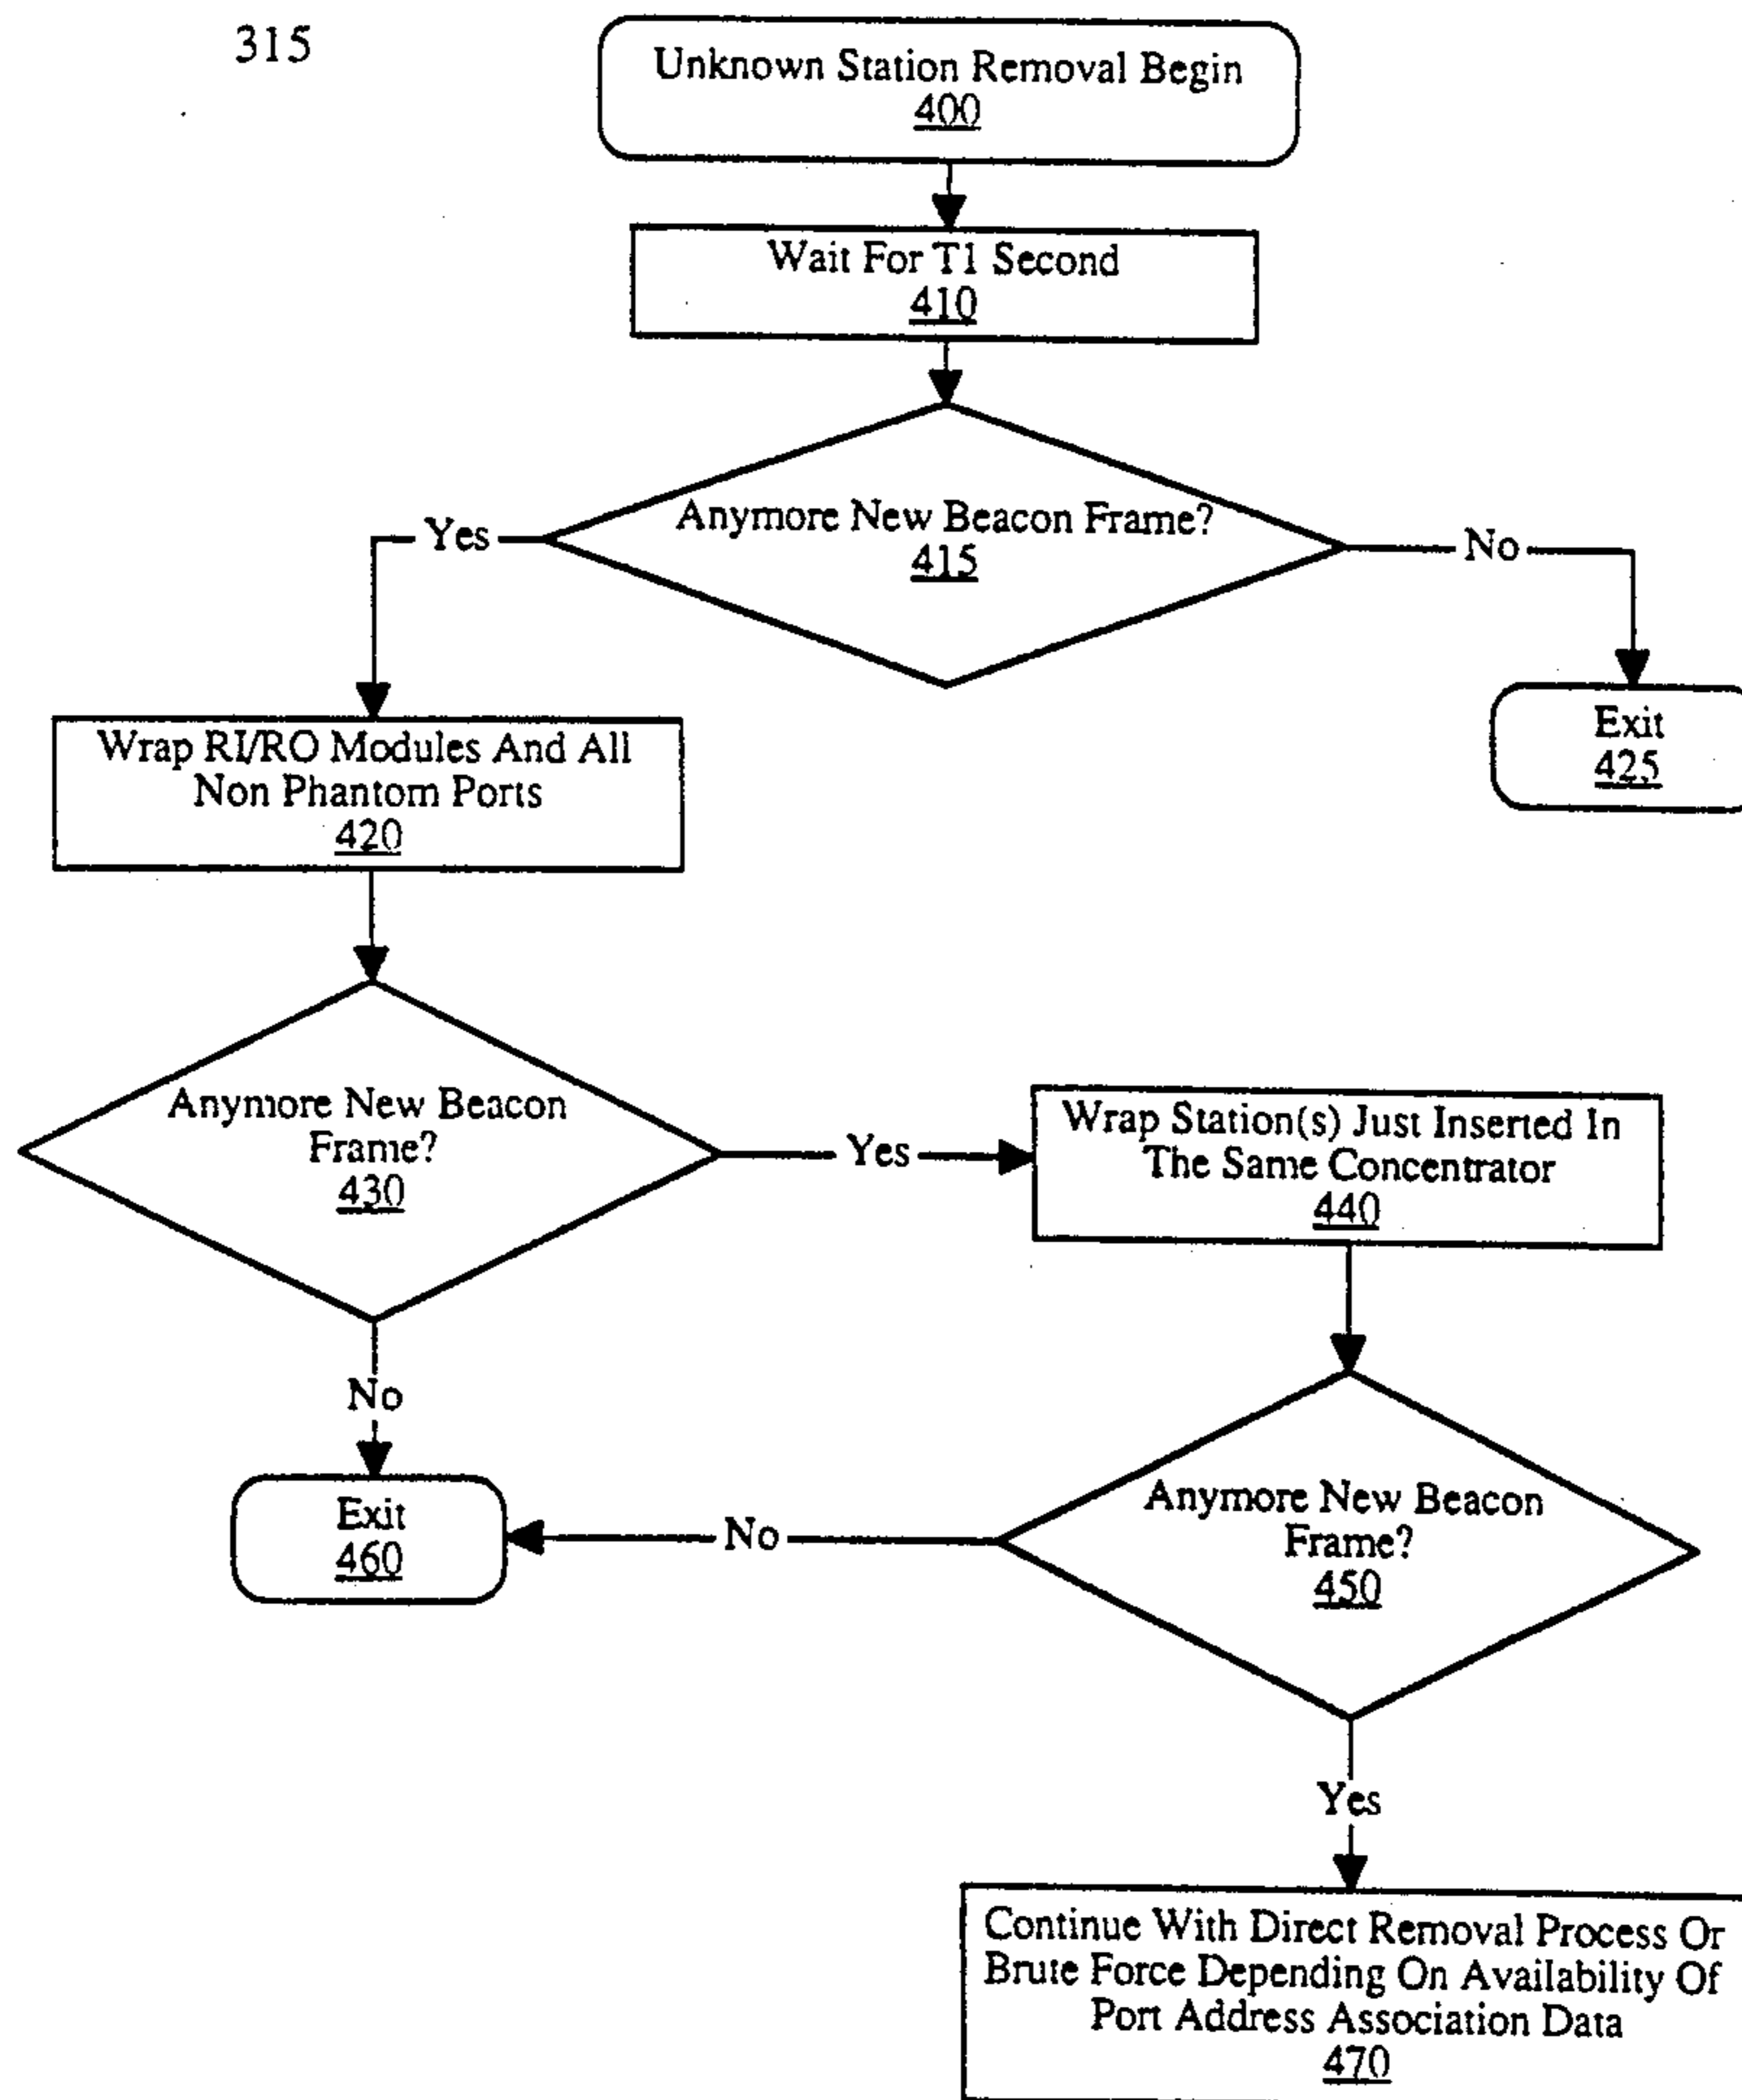 315
Unknown Station Removal Begin
400
Wait For T1 Second
410
Anymore New Beacon Frame?
415
Yes
No
Exit
425
Wrap RI/RO Modules And All
Non Phantom Ports
420
Anymore New Beacon
Frame?
430
Yes
Wrap Station(s) Just Inserted In
The Same Concentrator
440
No
Exit
460
No
Anymore New Beacon
Frame?
450
Yes
Continue With Direct Removal Process Or
Brute Force Depending On Availability Of
Port Address Association Data
470